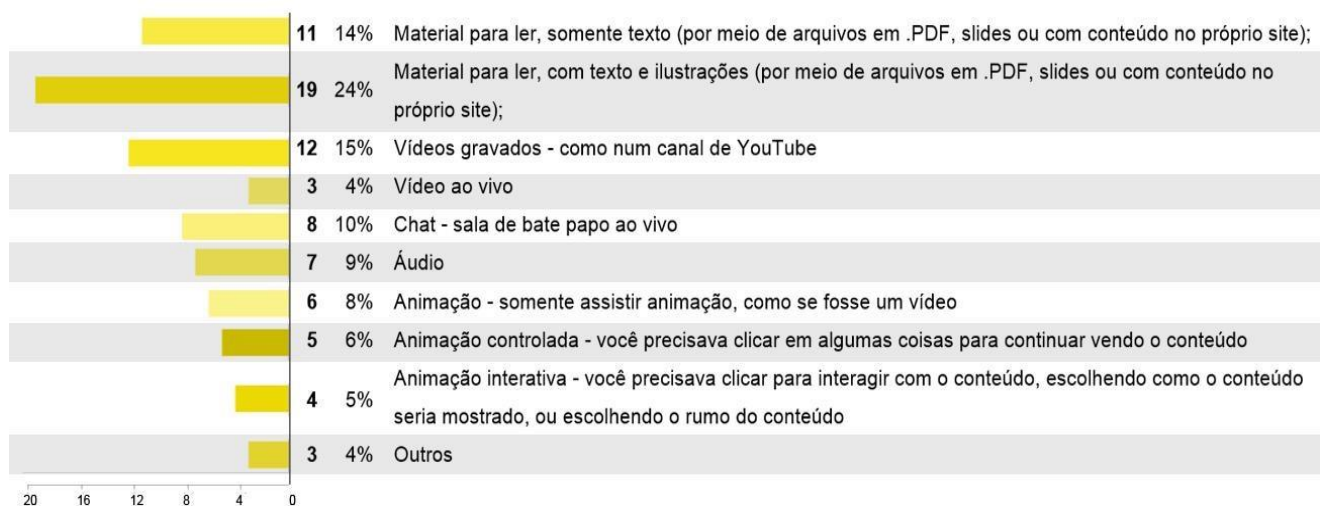 11 14% Material para ler, somente texto (por meio de arquivos em .PDF, slides ou com conteúdo no próprio site);
19 24% Material para ler, com texto e ilustrações (por meio de arquivos em .PDF, slides ou com conteúdo no
próprio site);
12 15% Vídeos gravados - como num canal de YouTube
3 4% Vídeo ao vivo
8 10% Chat - sala de bate papo ao vivo
7 9% Áudio
6 8% Animação - somente assistir animação, como se fosse um vídeo
5 6% Animação controlada - você precisava clicar em algumas coisas para continuar vendo o conteúdo
4 5% Animação interativa - você precisava clicar para interagir com o conteúdo, escolhendo como o conteúdo
seria mostrado, ou escolhendo o rumo do conteúdo
3 4% Outros
20 16 12 8 4 0